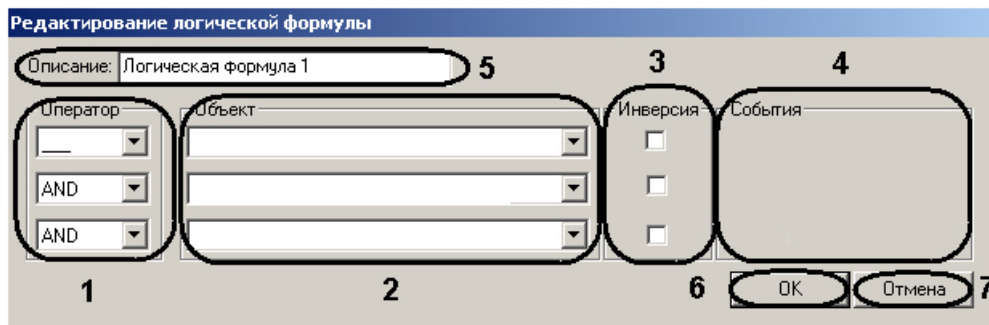 Редактирование логической формулы
Описание: Логическая формула 1 5 3 4
Оператор Объект Инверсия События
___
AND
AND
1 2 6 OK Отмена 7